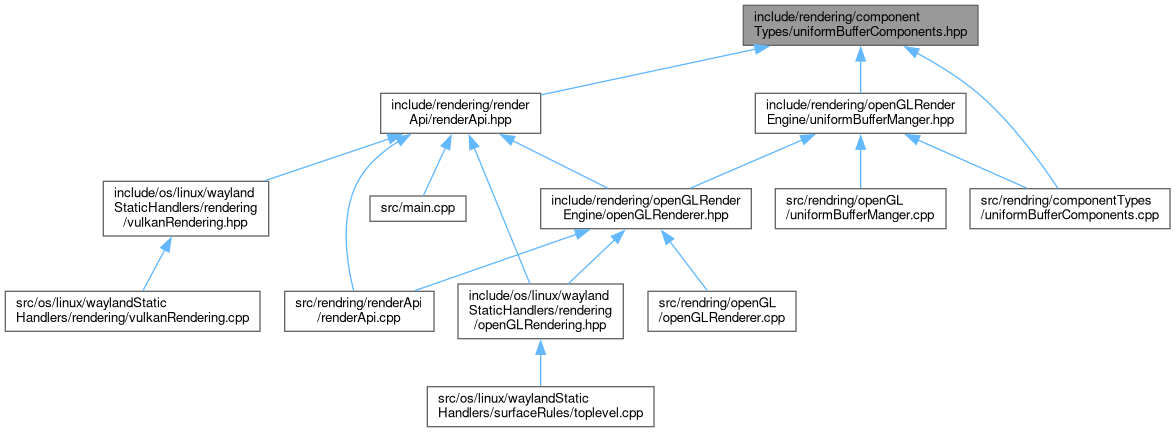 include/rendering/component
Types/uniformBufferComponents.hpp
include/rendering/render
Api/renderApi.hpp
include/rendering/openGLRender
Engine/uniformBufferManger.hpp
include/os/linux/wayland
StaticHandlers/rendering
/vulkanRendering.hpp
src/main.cpp
include/rendering/openGLRender
Engine/openGLRenderer.hpp
src/rendring/openGL
/uniformBufferManger.cpp
src/rendring/componentTypes
/uniformBufferComponents.cpp
src/os/linux/waylandStatic
Handlers/rendering/vulkanRendering.cpp
src/rendring/renderApi
/renderApi.cpp
include/os/linux/wayland
StaticHandlers/rendering
/openGLRendering.hpp
src/rendring/openGL
/openGLRenderer.cpp
src/os/linux/waylandStatic
Handlers/surfaceRules/toplevel.cpp